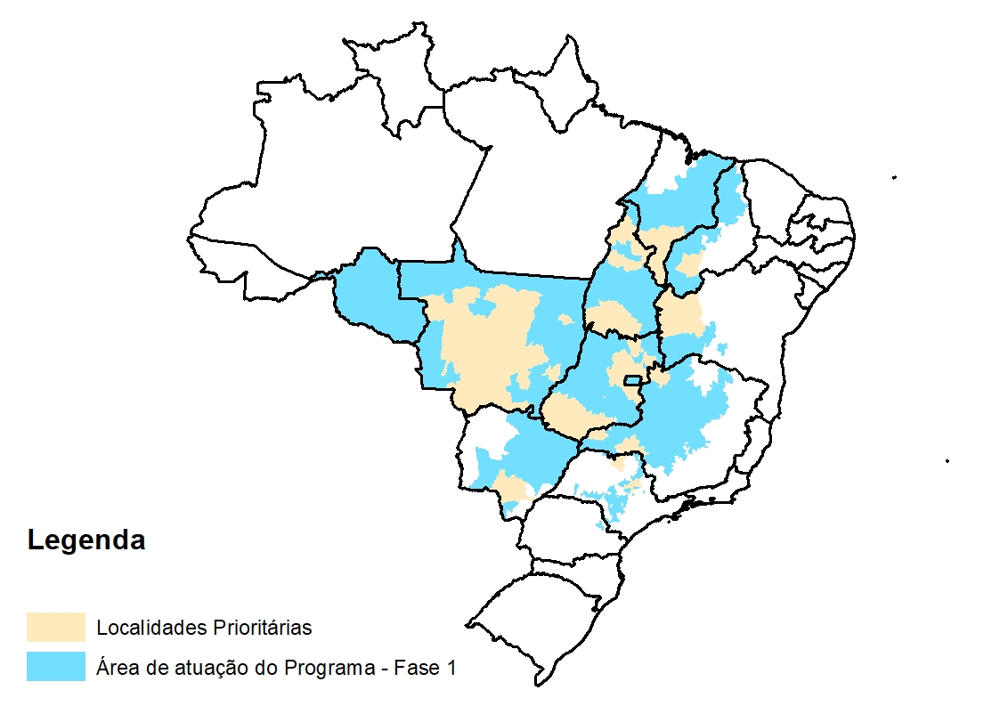 Legenda
Localidades Prioritárias
Área de atuação do Programa - Fase 1